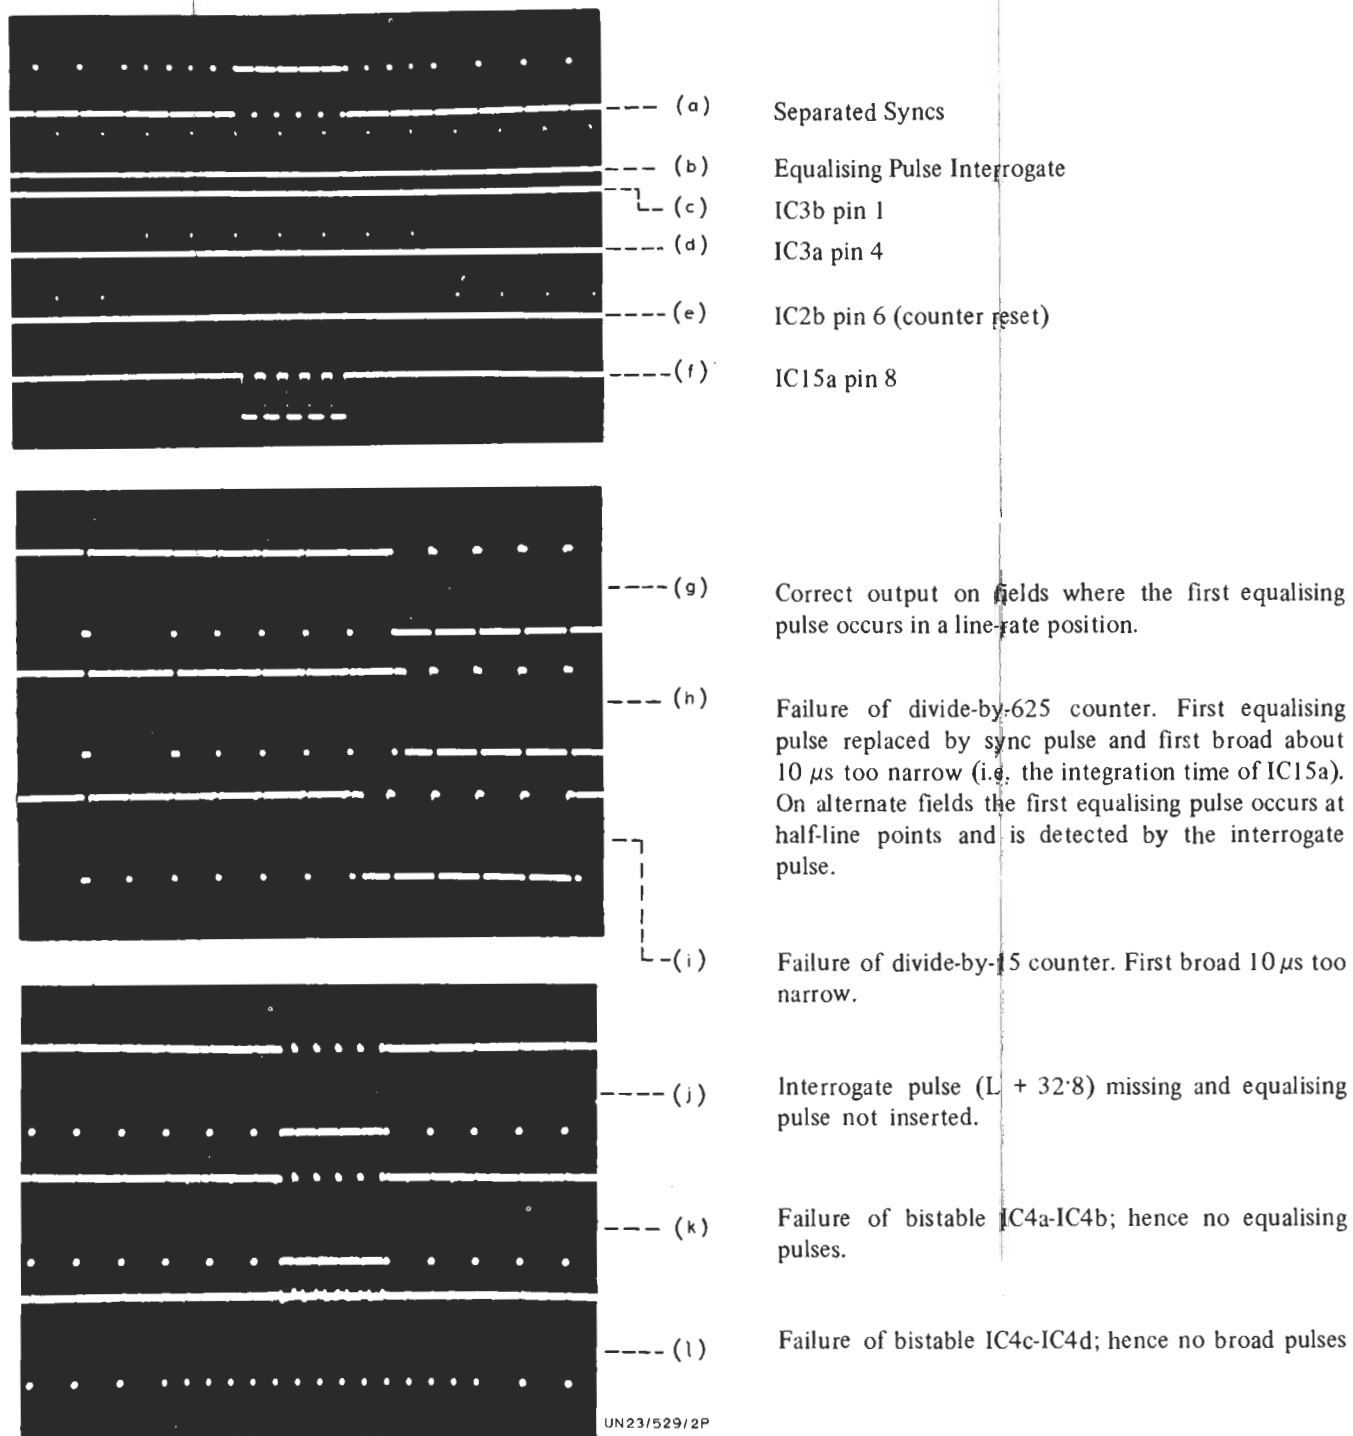 (a) Separated Syncs
(b) Equalising Pulse Interrogate
(c) IC3b pin 1
(d) IC3a pin 4
(e) IC2b pin 6 (counter reset)
(f) IC15a pin 8
(g) Correct output on fields where the first equalising
pulse occurs in a line-rate position.
(h) Failure of divide-by-625 counter. First equalising
pulse replaced by sync pulse and first broad about
10 μs too narrow (i.e. the integration time of IC15a).
On alternate fields the first equalising pulse occurs at
half-line points and is detected by the interrogate
pulse.
(i) Failure of divide-by-15 counter. First broad 10 μs too
narrow.
(j) Interrogate pulse (L + 32·8) missing and equalising
pulse not inserted.
(k) Failure of bistable IC4a-IC4b; hence no equalising
pulses.
(l) Failure of bistable IC4c-IC4d; hence no broad pulses
UN23/529/2P